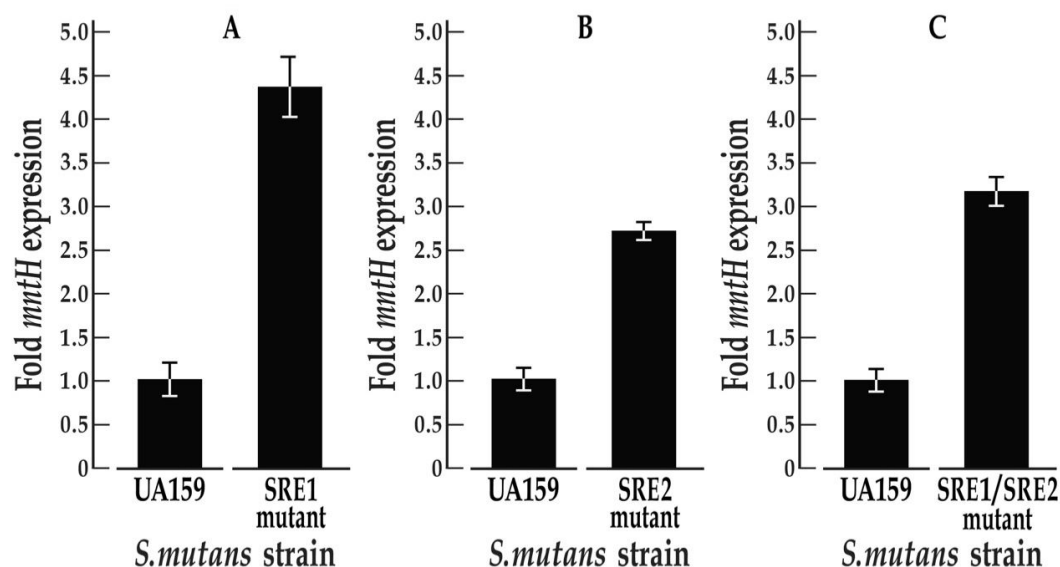 A
Fold mntH expression
5.0
4.5
4.0
3.5
3.0
2.5
2.0
1.5
1.0
0.5
0
UA159
SRE1
mutant
S.mutans strain
B
Fold mntH expression
5.0
4.5
4.0
3.5
3.0
2.5
2.0
1.5
1.0
0.5
0
UA159
SRE2
mutant
S.mutans strain
C
Fold mntH expression
5.0
4.5
4.0
3.5
3.0
2.5
2.0
1.5
1.0
0.5
0
UA159
SRE1/SRE2
mutant
S.mutans strain